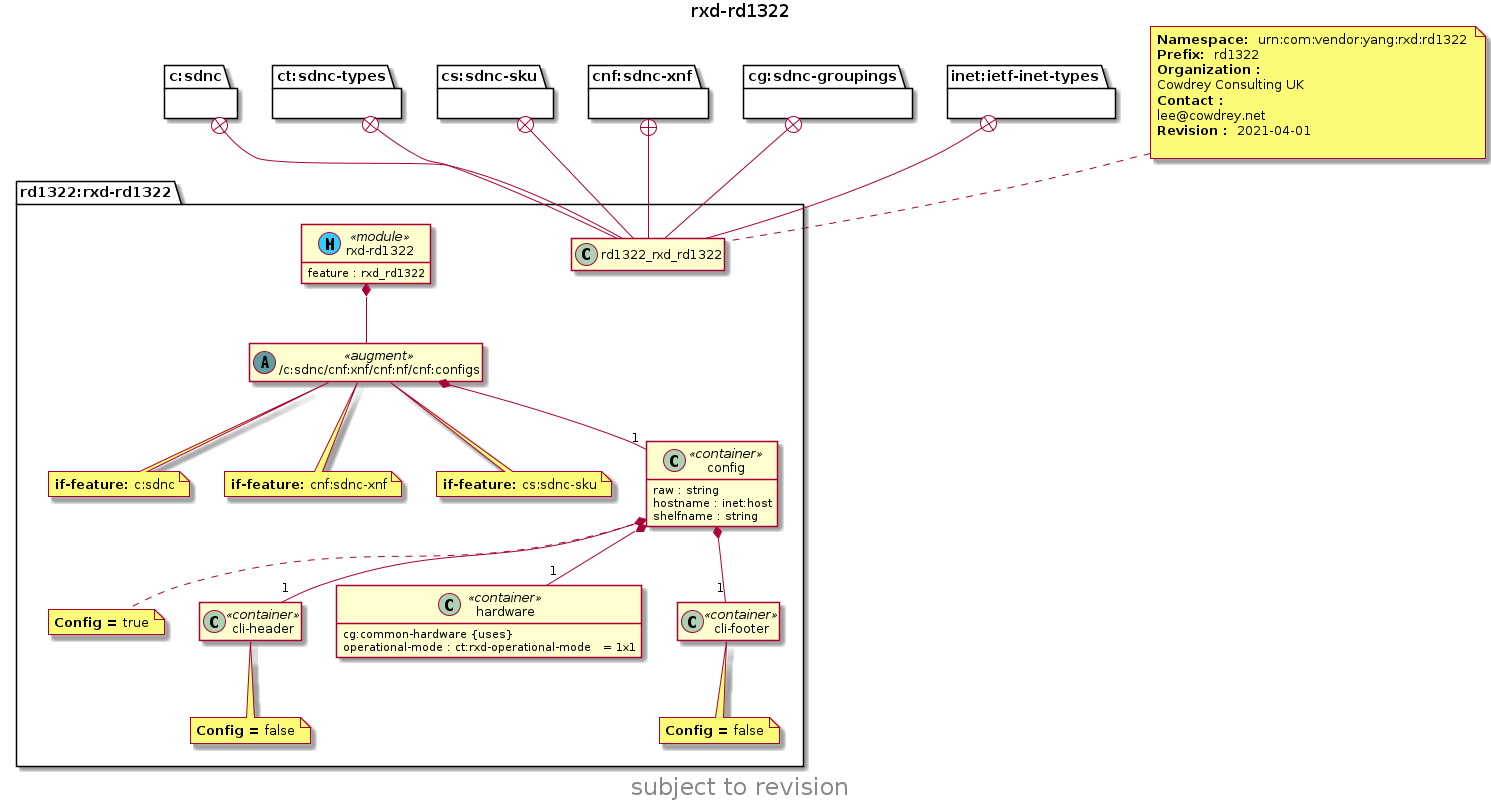 rxd-rd1322
Namespace: urn:com:vendor:yang:rxd:rd1322
Prefix: rd1322
Organization :
Cowdrey Consulting UK
Contact :
lee@cowdrey.net
Revision : 2021-04-01
c:sdnc
ct:sdnc-types
cs:sdnc-sku
cnf:sdnc-xnf
cg:sdnc-groupings
inet:ietf-inet-types
rd1322:rxd-rd1322
M
«module»
rxd-rd1322
feature : rxd_rd1322
C
rd1322_rxd_rd1322
A
«augment»
/c:sdnc/cnf:xnf/cnf:nf/cnf:configs
1
if-feature: c:sdnc
if-feature: cnf:sdnc-xnf
if-feature: cs:sdnc-sku
C
«container»
config
raw : string
hostname : inet:host
shelfname : string
1
1
1
Config = true
C
«container»
cli-header
C
«container»
hardware
cg:common-hardware {uses}
operational-mode : ct:rxd-operational-mode = 1x1
C
«container»
cli-footer
Config = false
Config = false
subject to revision